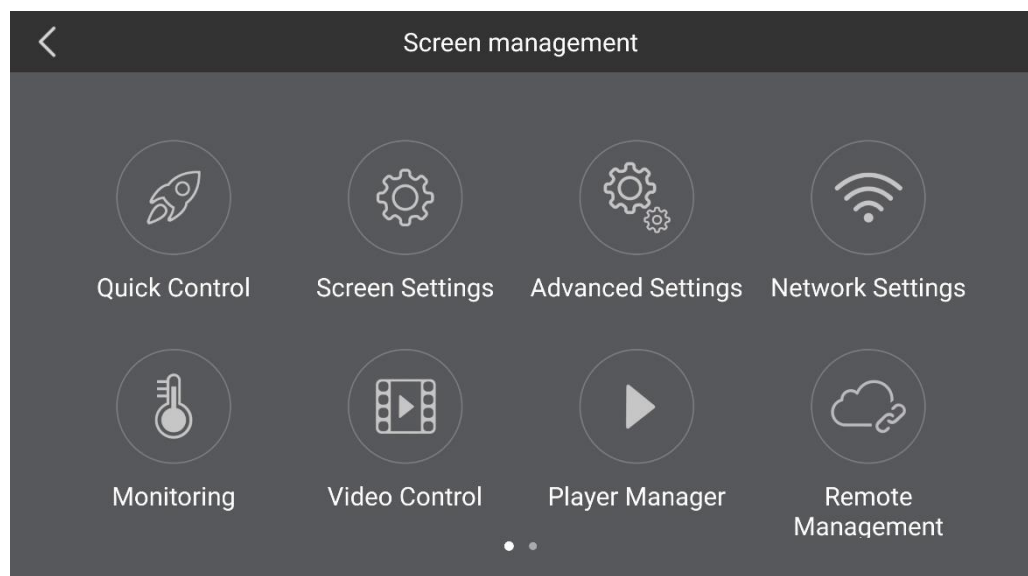 Screen management
Quick Control
Screen Settings
Advanced Settings
Network Settings
Monitoring
Video Control
Player Manager
Remote
Management